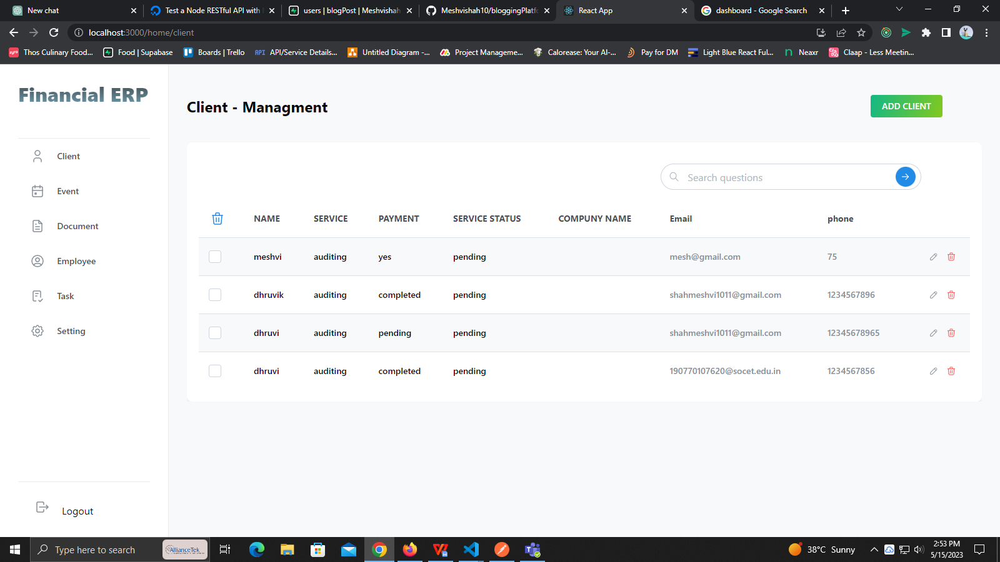 New chat
Test a Node RESTful API with
users | blogPost | Meshvishah
Meshvishah10/bloggingPlatfo
React App
dashboard - Google Search
localhost:3000/home/client
Thos Culinary Food...
Food | Supabase
Boards | Trello
API
API/Service Details...
Untitled Diagram -...
Project Manageme...
Calorease: Your AI-...
Pay for DM
Light Blue React Ful...
Neaxr
Claap - Less Meetin...
Financial ERP
Client
Event
Document
Employee
Task
Setting
Logout
Client - Managment
ADD CLIENT
Search questions
NAME SERVICE PAYMENT SERVICE STATUS COMPUNY NAME Email phone
meshvi auditing yes pending mesh@gmail.com 75
dhruvik auditing completed pending shahmeshvi1011@gmail.com 1234567896
dhruvi auditing pending pending shahmeshvi1011@gmail.com 12345678965
dhruvi auditing completed pending 190770107620@socet.edu.in 1234567856
Type here to search
AllianceTek
38°C Sunny
2:53 PM
5/15/2023